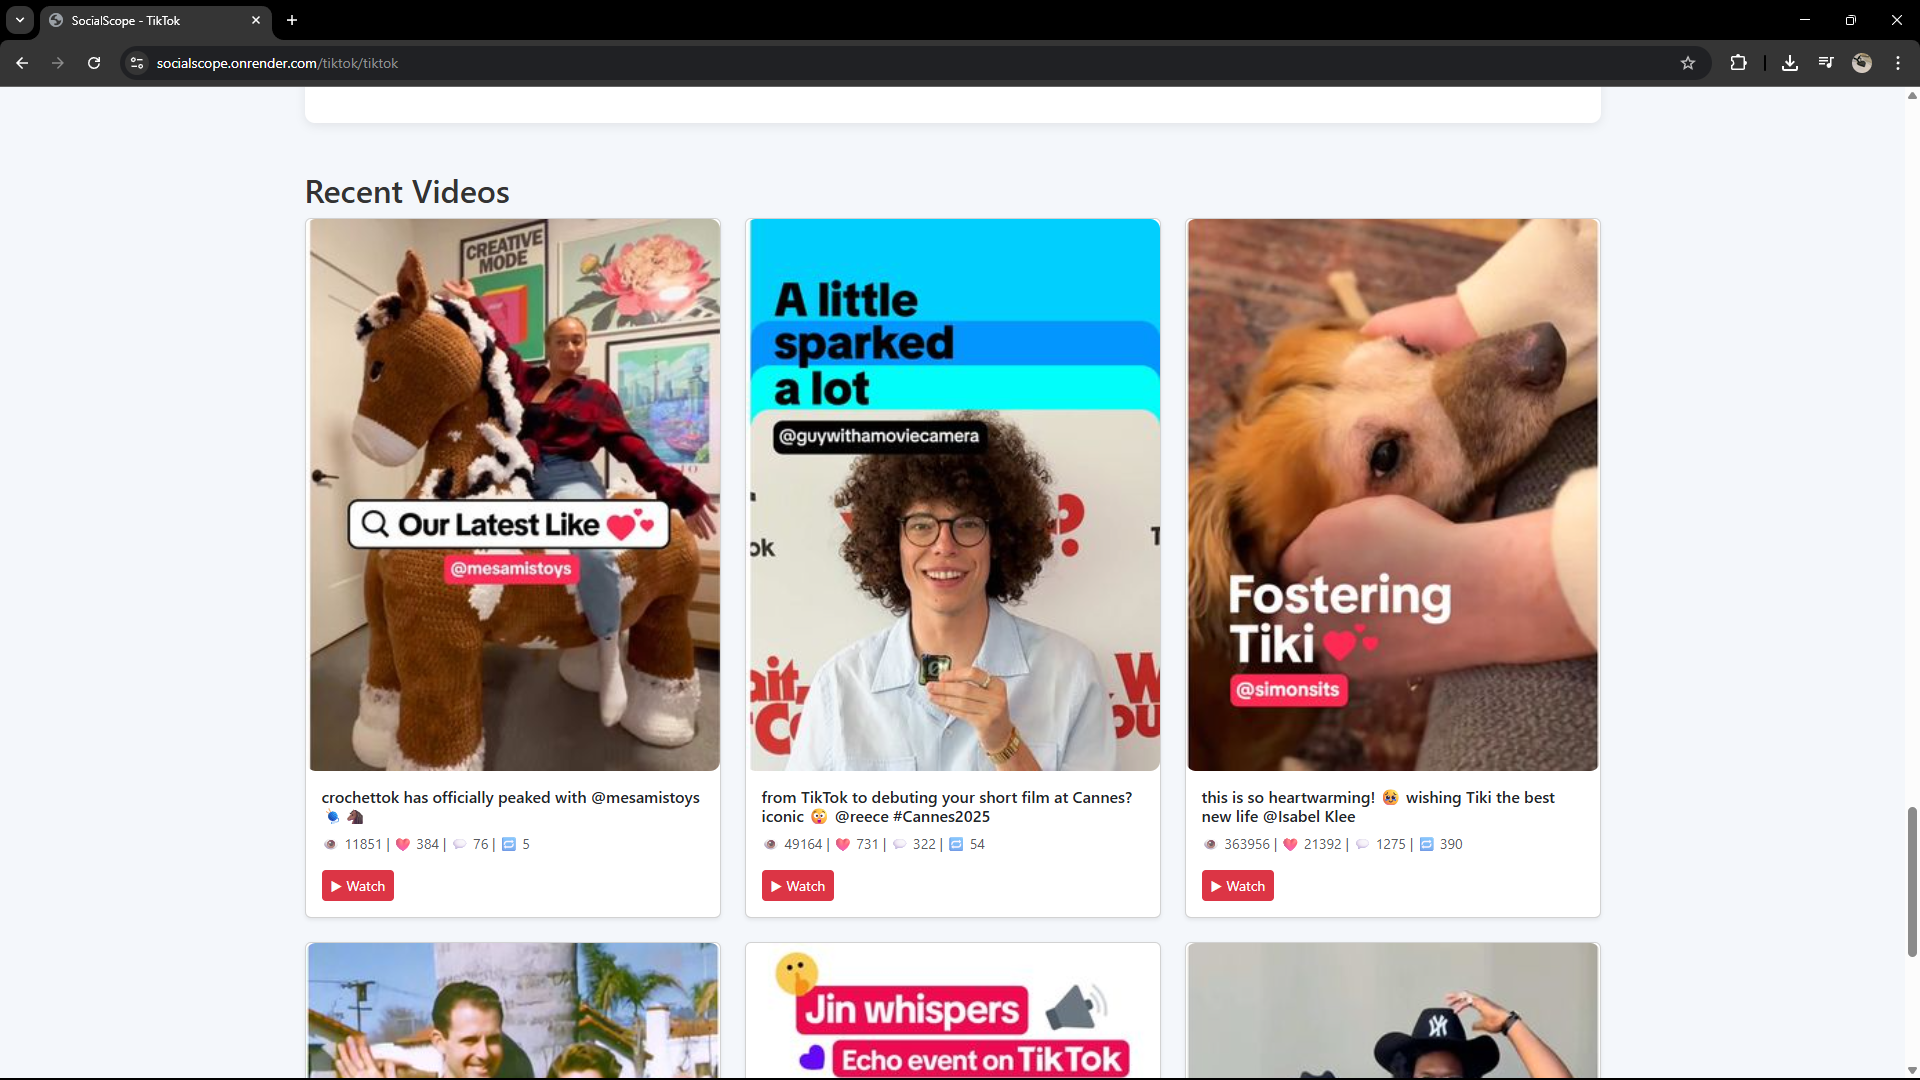 SocialScope - TikTok
socialscope.onrender.com/tiktok/tiktok
Recent Videos
CREATIVE
MODE
Our Latest Like
@mesamistoys
A little
sparked
a lot
@guywithamoviecamera
Fostering
Tiki
@simonsits
crochettok has officially peaked with @mesamistoys
🧶 🐴
👁 11851 | ❤️ 384 | 💬 76 | 🔁 5
▶ Watch
from TikTok to debuting your short film at Cannes?
iconic 🤩 @reece #Cannes2025
👁 49164 | ❤️ 731 | 💬 322 | 🔁 54
▶ Watch
this is so heartwarming! 🥹 wishing Tiki the best
new life @Isabel Klee
👁 363956 | ❤️ 21392 | 💬 1275 | 🔁 390
▶ Watch
Jin whispers
Echo event on TikTok
NY